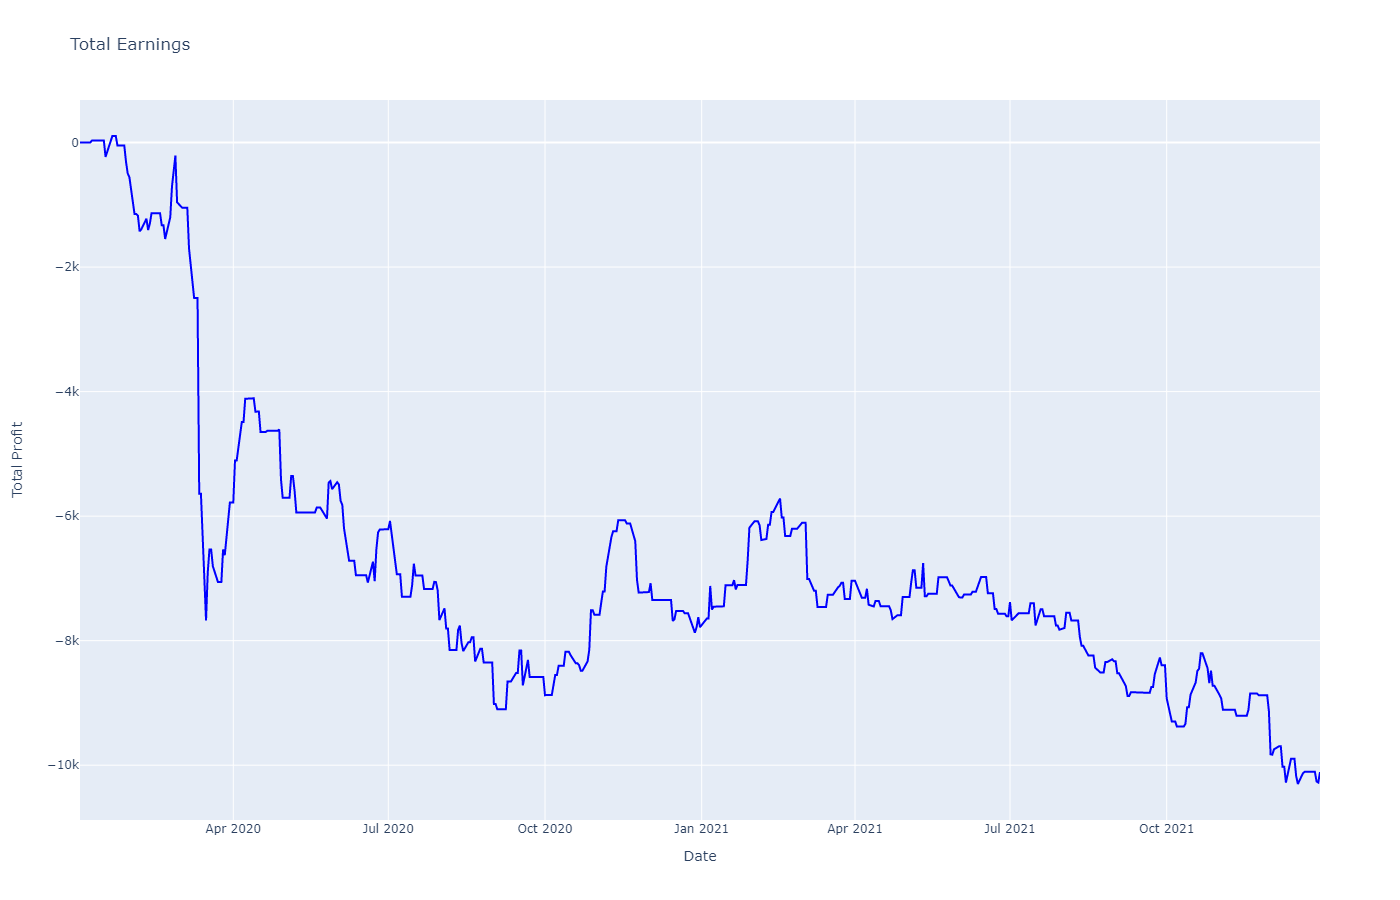 Total Earnings
Total Profit
0
−2k
−4k
−6k
−8k
−10k
Apr 2020
Jul 2020
Oct 2020
Jan 2021
Apr 2021
Jul 2021
Oct 2021
Date